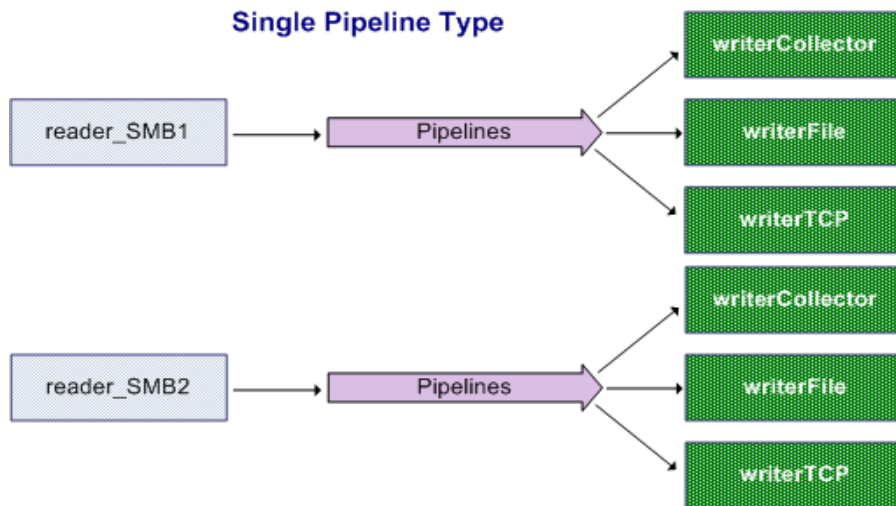 Single Pipeline Type
writerCollector
reader_SMB1
Pipelines
writerFile
writerTCP
writerCollector
reader_SMB2
Pipelines
writerFile
writerTCP